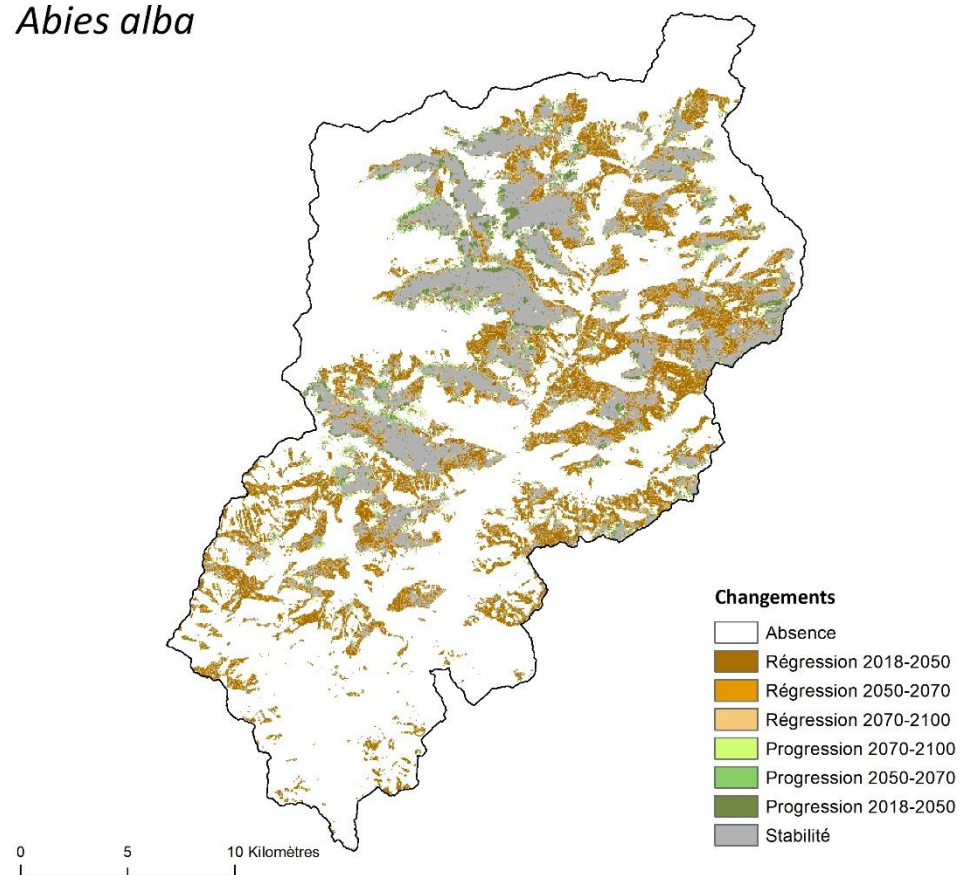 Abies alba
Changements
Absence
Régression 2018-2050
Régression 2050-2070
Régression 2070-2100
Progression 2070-2100
Progression 2050-2070
Progression 2018-2050
Stabilité
0 5 10 Kilomètres